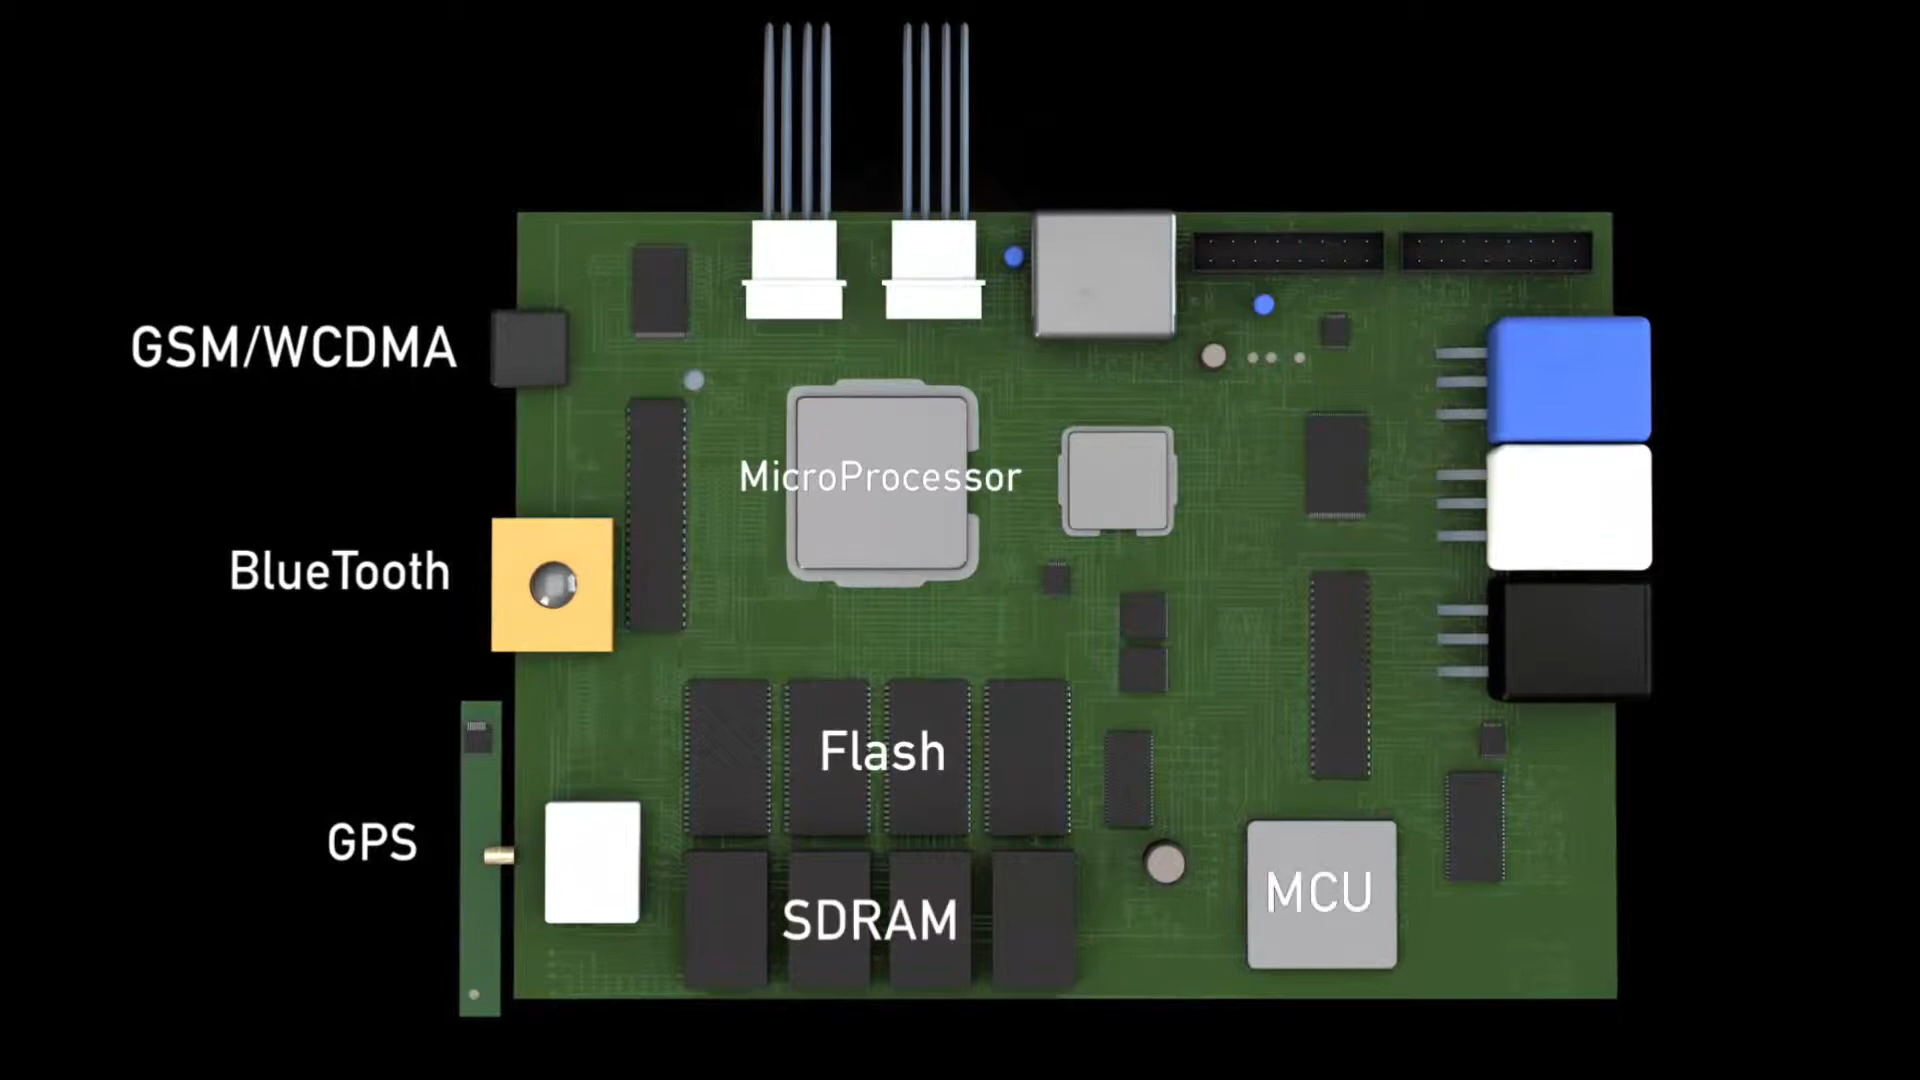 GSM/WCDMA
MicroProcessor
BlueTooth
Flash
GPS
MCU
SDRAM